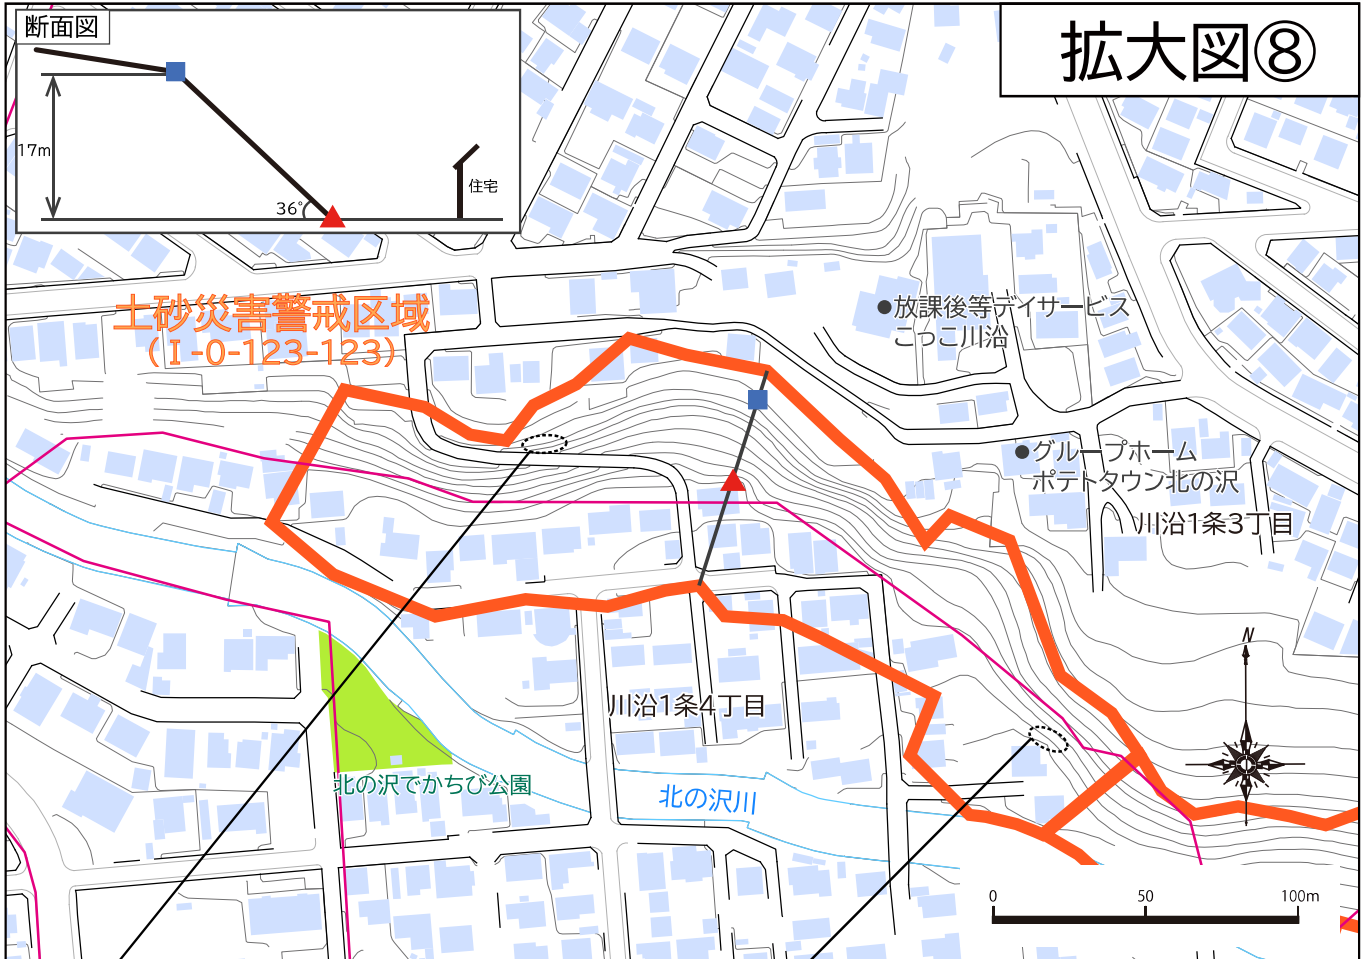 断面図
拡大図⑧
17m
36°
住宅
土砂災害警戒区域
(Ⅰ-0-123-123)
●放課後等デイサービス
こっこ川沿
●グループホーム
ポテトタウン北の沢
川沿1条3丁目
N
川沿1条4丁目
北の沢でかちび公園
北の沢川
0 50 100m